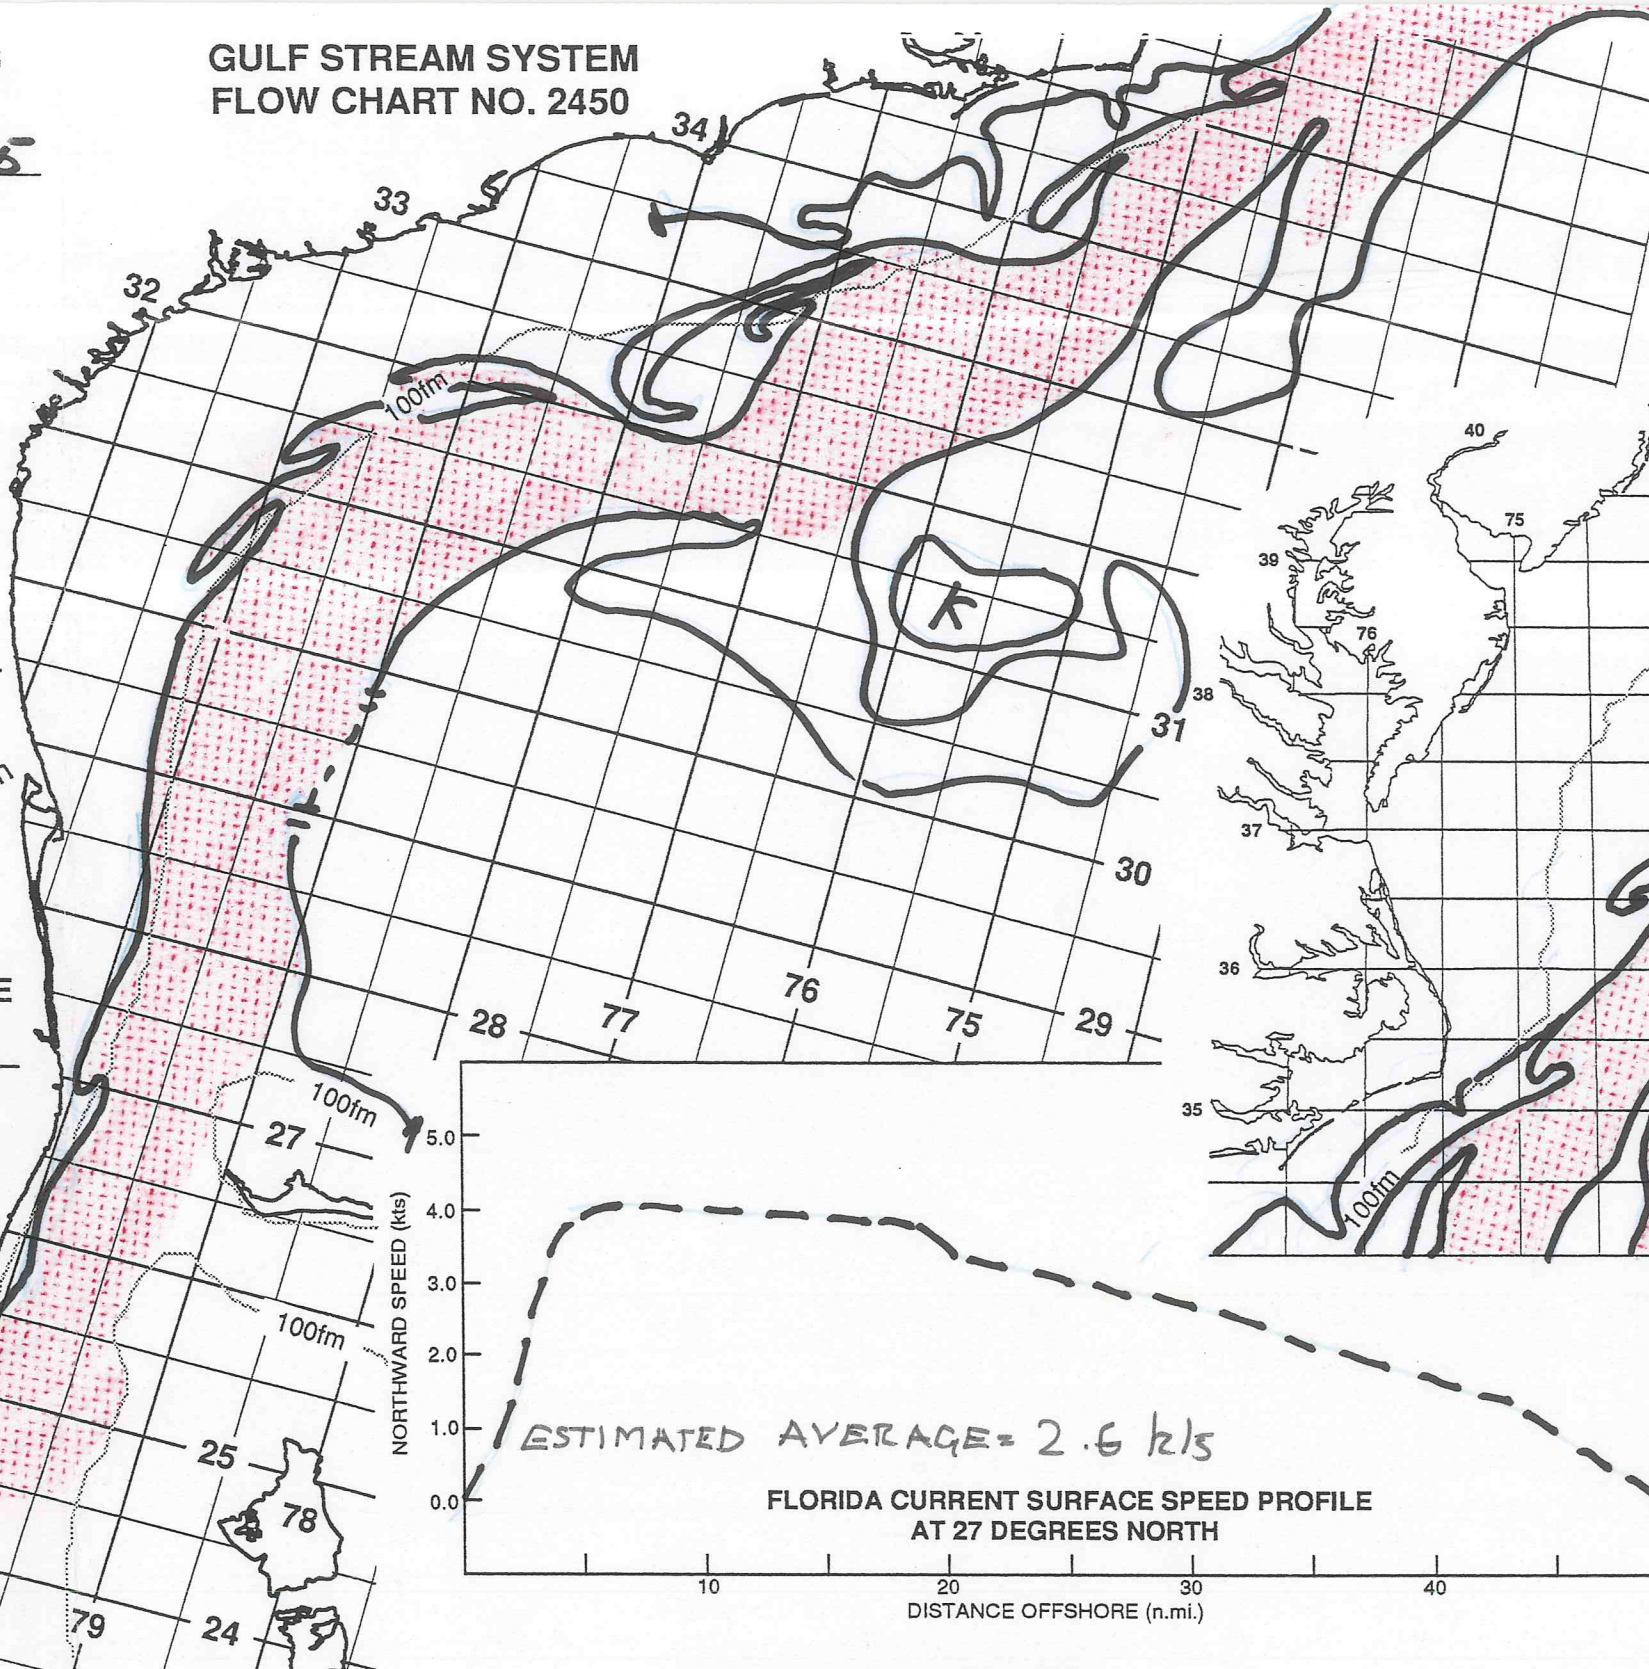 GULF STREAM SYSTEM
FLOW CHART NO. 2450
34
33
32
100fm
K
31
30
76
77
75
29
28
100fm
27
100fm
25
78
79
24
40
75
39
76
38
37
36
35
100fm
5.0
4.0
3.0
2.0
1.0
0.0
NORTHWARD SPEED (kts)
ESTIMATED AVERAGE= 2.6 k/s
FLORIDA CURRENT SURFACE SPEED PROFILE
AT 27 DEGREES NORTH
10
20
30
40
DISTANCE OFFSHORE (n.mi.)